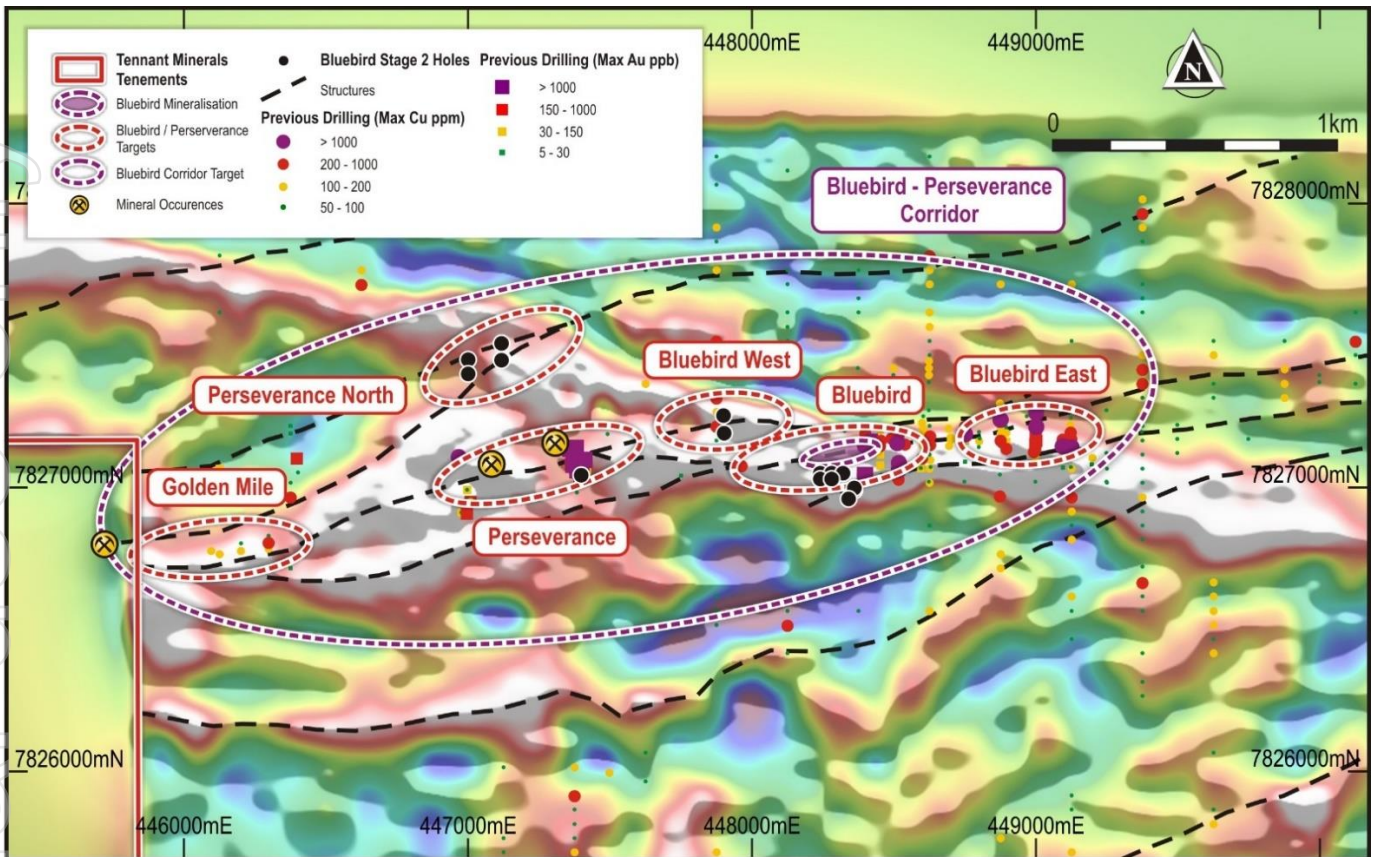 448000mE
449000mE
Tennant Minerals
Tenements
Bluebird Mineralisation
Bluebird / Perserverance
Targets
Bluebird Corridor Target
Mineral Occurences
Bluebird Stage 2 Holes
Structures
Previous Drilling (Max Cu ppm)
> 1000
200 - 1000
100 - 200
50 - 100
Previous Drilling (Max Au ppb)
> 1000
150 - 1000
30 - 150
5 - 30
N
0
1km
Bluebird - Perseverance
Corridor
7828000mN
Bluebird West
Bluebird
Bluebird East
Perseverance North
7827000mN
7827000mN
Golden Mile
Perseverance
7826000mN
7826000mN
446000mE
447000mE
448000mE
449000mE